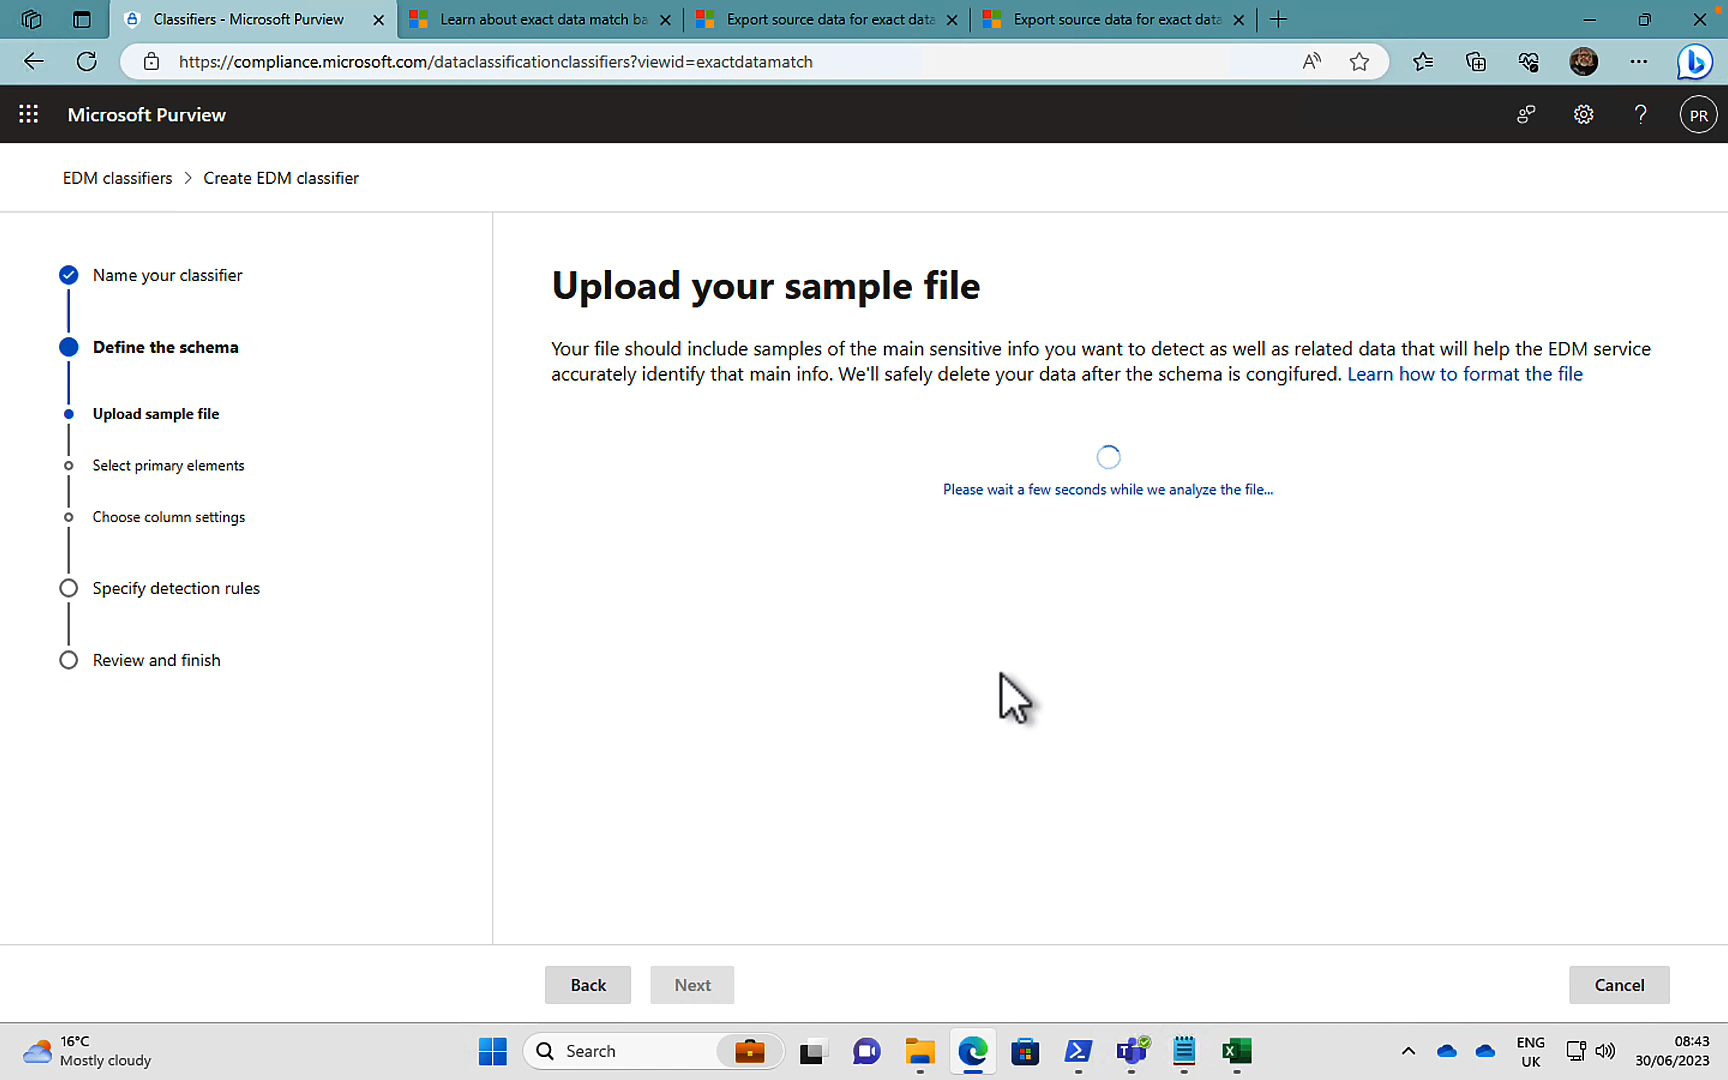 Classifiers - Microsoft Purview
Learn about exact data match ba
Export source data for exact data
Export source data for exact data
https://compliance.microsoft.com/dataclassificationclassifiers?viewid=exactdatamatch
Microsoft Purview
?
PR
EDM classifiers > Create EDM classifier
Name your classifier
Define the schema
Upload sample file
Select primary elements
Choose column settings
Specify detection rules
Review and finish
Upload your sample file
Your file should include samples of the main sensitive info you want to detect as well as related data that will help the EDM service
accurately identify that main info. We'll safely delete your data after the schema is congifured. Learn how to format the file
Please wait a few seconds while we analyze the file...
Back
Next
Cancel
16°C
Mostly cloudy
Search
ENG
UK
08:43
30/06/2023